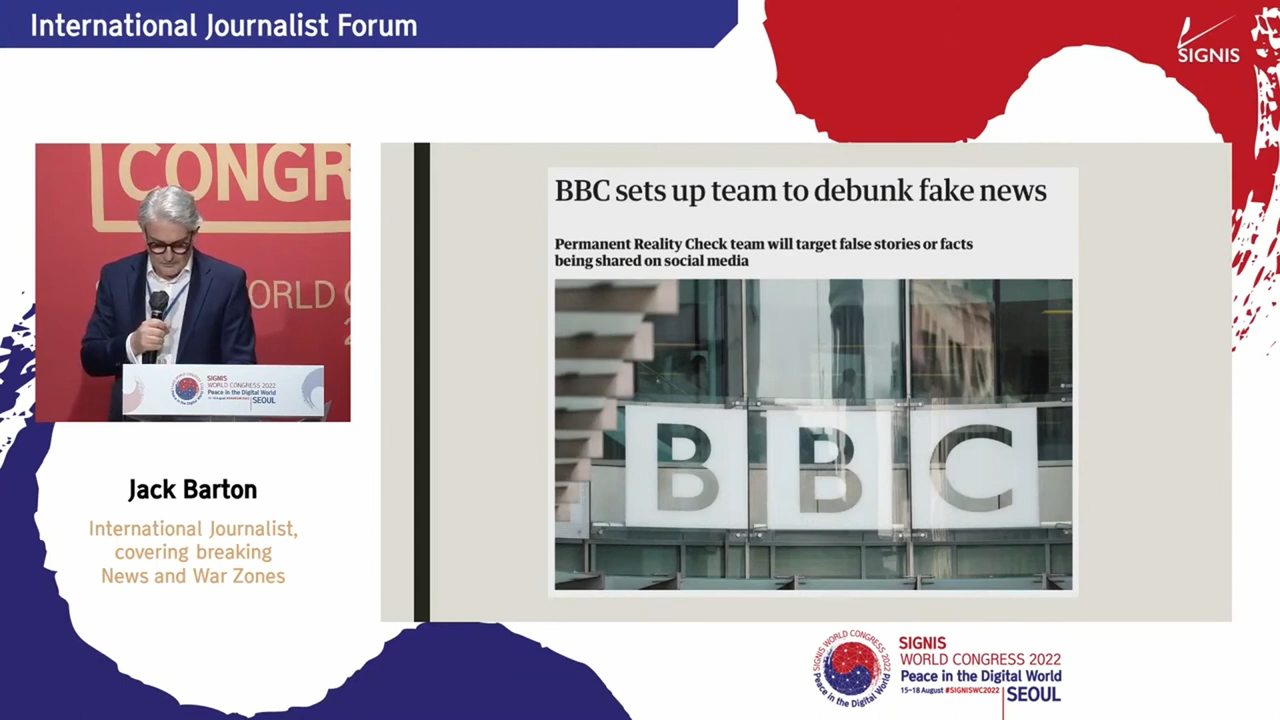 International Journalist Forum
SIGNIS
CONGR
ORLD
SIGNIS
WORLD CONGRESS 2022
Peace in the Digital World
SEOUL
Jack Barton
International Journalist,
covering breaking
News and War Zones
BBC sets up team to debunk fake news
Permanent Reality Check team will target false stories or facts
being shared on social media
BBC
SIGNIS WORLD CONGRESS 2022
Peace in the Digital World
SIGNIS
WORLD CONGRESS 2022
Peace in the Digital World
15-18 August #SIGNISWC2022
SEOUL